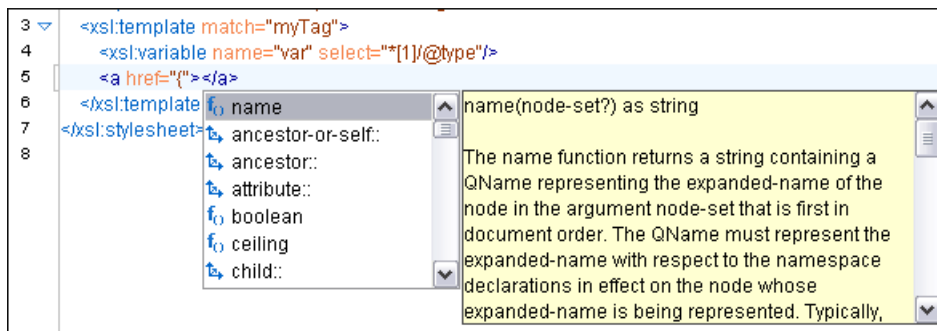 3 <xsl:template match="myTag">
4 <xsl:variable name="var" select="*[1]/@type"/>
5 <a href="{"></a>
6 </xsl:template
7 </xsl:stylesheet>
8
f() name
ancestor-or-self::
ancestor::
attribute::
f() boolean
f() ceiling
child::
name(node-set?) as string
The name function returns a string containing a
QName representing the expanded-name of the
node in the argument node-set that is first in
document order. The QName must represent the
expanded-name with respect to the namespace
declarations in effect on the node whose
expanded-name is being represented. Typically,